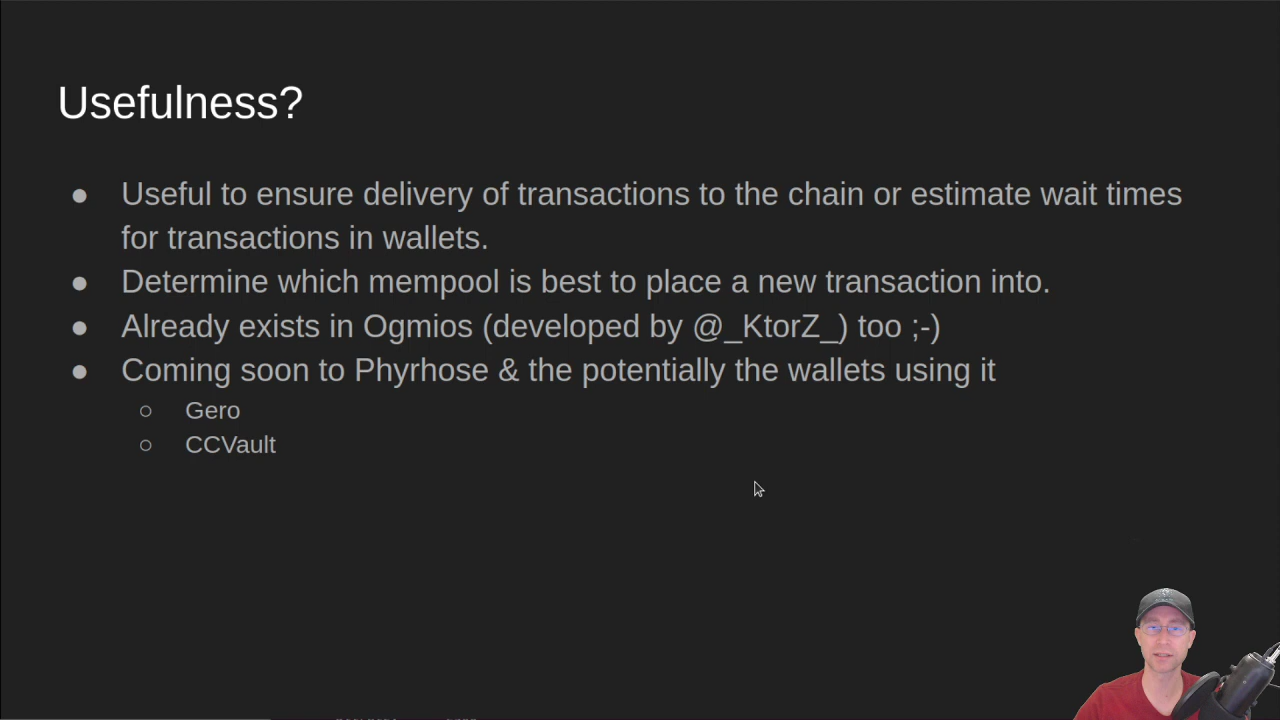 Usefulness?
● Useful to ensure delivery of transactions to the chain or estimate wait times
for transactions in wallets.
● Determine which mempool is best to place a new transaction into.
● Already exists in Ogmios (developed by @_KtorZ_) too ;-)
● Coming soon to Phyrhose & the potentially the wallets using it
○ Gero
○ CCVault